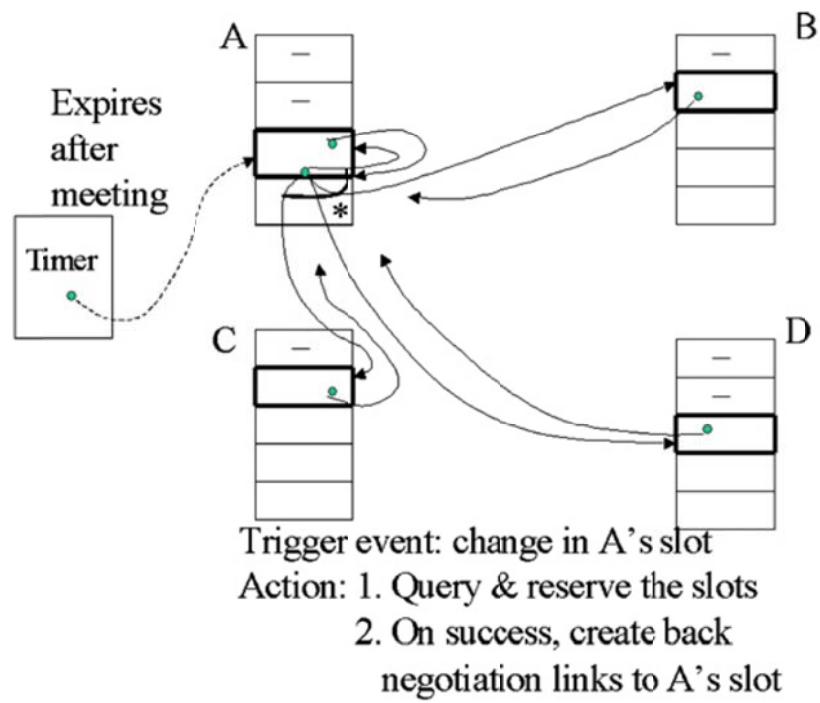 A
B
Expires
after
meeting
*
Timer
C
D
Trigger event: change in A's slot
Action: 1. Query & reserve the slots
2. On success, create back
negotiation links to A's slot